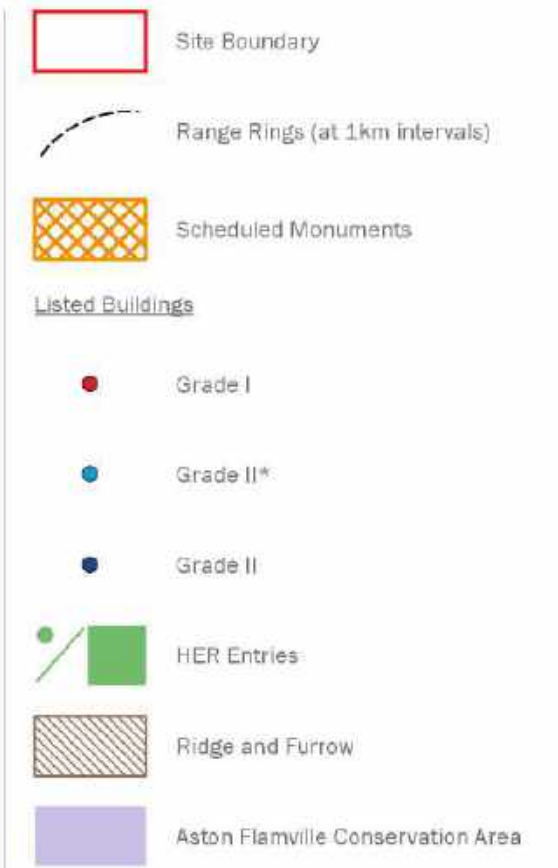 Site Boundary
Range Rings (at 1km intervals)
Scheduled Monuments
Listed Buildings
Grade I
Grade II*
Grade II
HER Entries
Ridge and Furrow
Aston Flamville Conservation Area